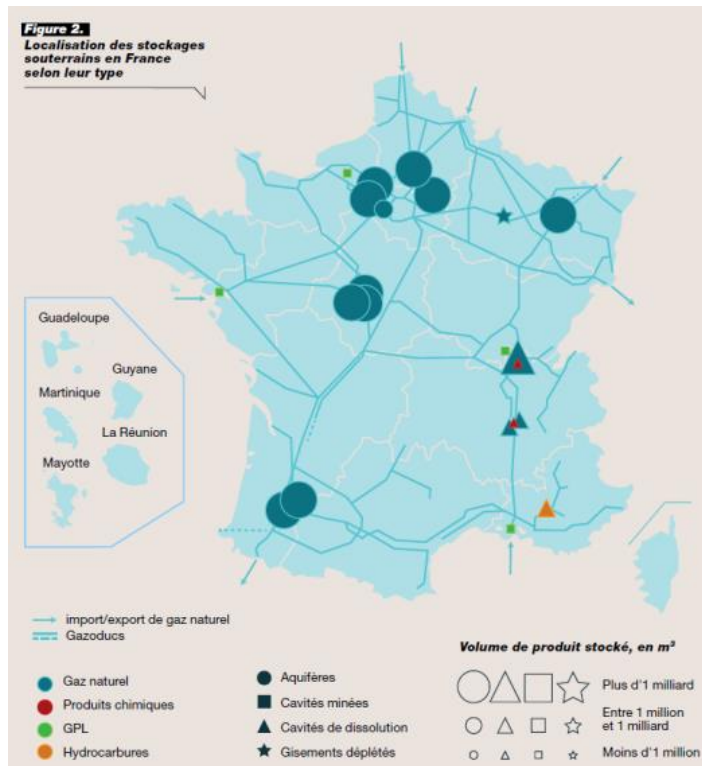 Figure 2.
Localisation des stockages
souterrains en France
selon leur type
Guadeloupe
Guyane
Martinique
La Réunion
Mayotte
import/export de gaz naturel
Gazoducs
Gaz naturel
Produits chimiques
GPL
Hydrocarbures
Aquifères
Cavités minées
Cavités de dissolution
Gisements déplétés
Volume de produit stocké, en m³
Plus d'1 milliard
Entre 1 million
et 1 milliard
Moins d'1 million